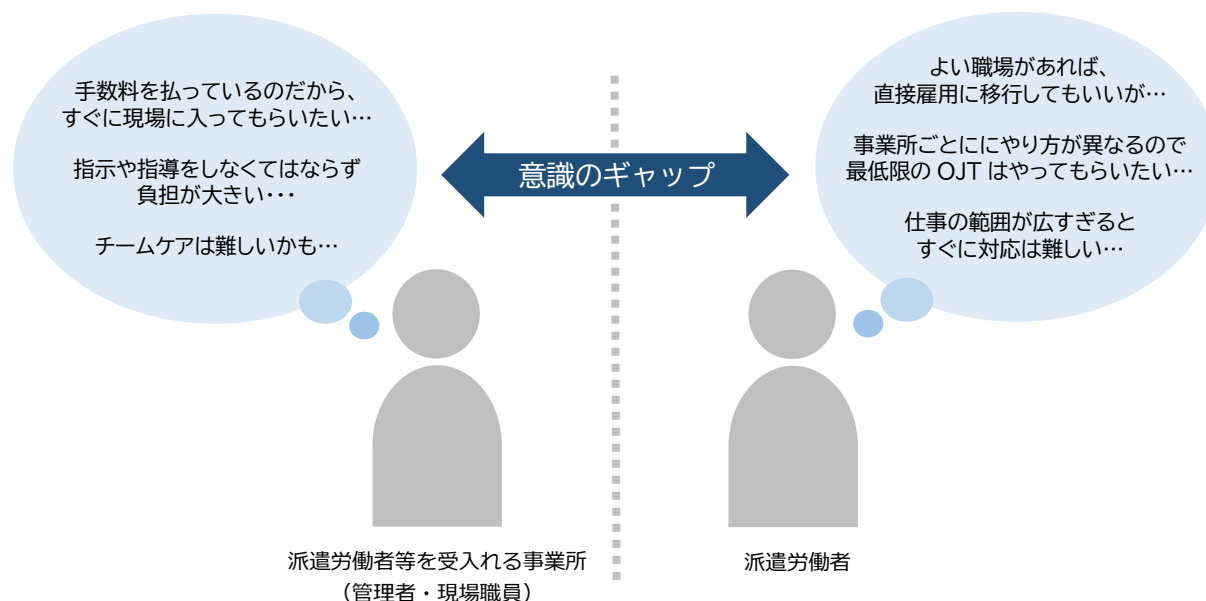 手数料を払っているのだから、
すぐに現場に入ってもらいたい…
指示や指導をしなくてはならず
負担が大きい･･･
チームケアは難しいかも…
意識のギャップ
よい職場があれば、
直接雇用に移行してもいいが…
事業所ごとににやり方が異なるので
最低限の OJT はやってもらいたい…
仕事の範囲が広すぎると
すぐに対応は難しい…
派遣労働者等を受入れる事業所
（管理者・現場職員）
派遣労働者